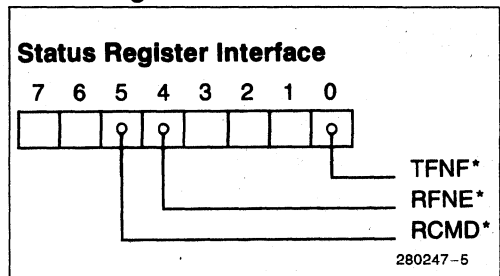 Status Register Interface
7 6 5 4 3 2 1 0
TFNF*
RFNE*
RCMD*
280247-5